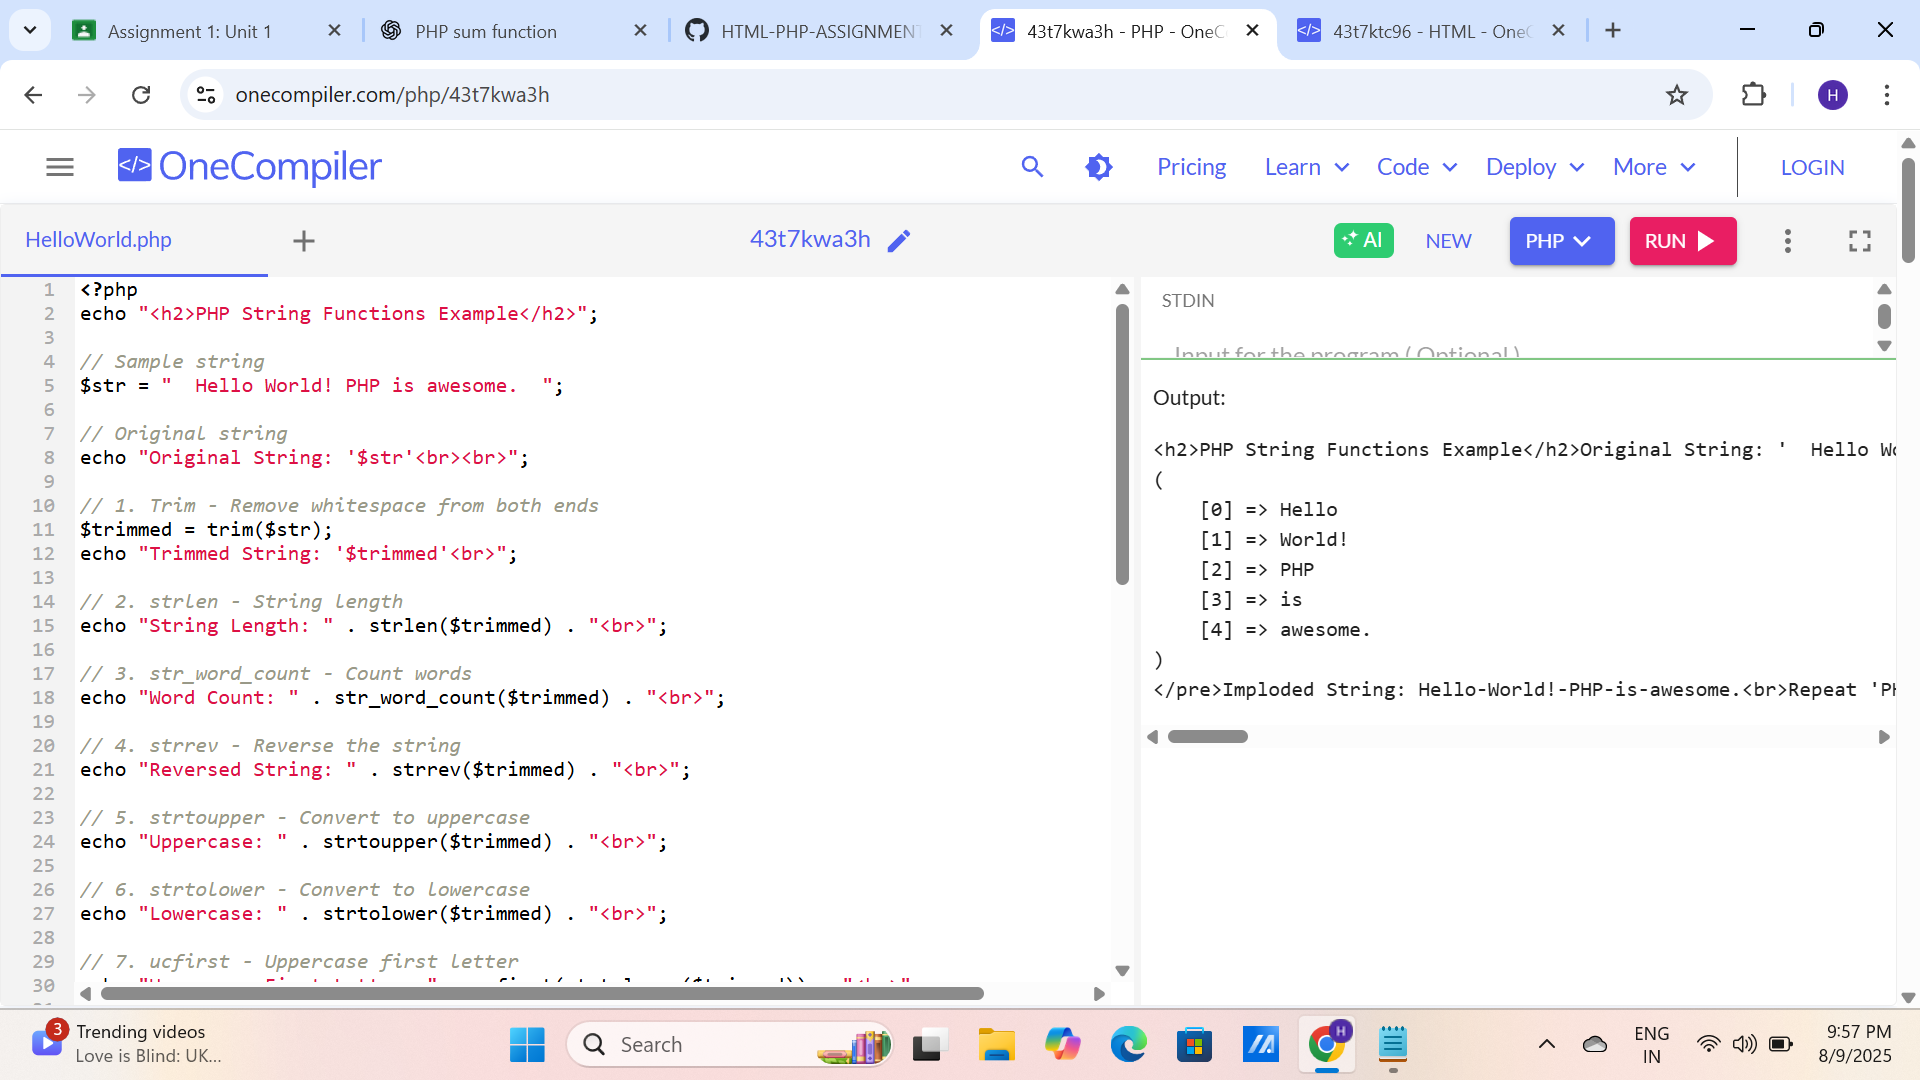 Assignment 1: Unit 1
PHP sum function
HTML-PHP-ASSIGNMENT
43t7kwa3h - PHP - OneC
43t7ktc96 - HTML - OneC
onecompiler.com/php/43t7kwa3h
H
</> OneCompiler
Pricing
Learn
Code
Deploy
More
LOGIN
HelloWorld.php
43t7kwa3h
AI
NEW
PHP
RUN
1 <?php
2 echo "<h2>PHP String Functions Example</h2>";
3
4 // Sample string
5 $str = "  Hello World! PHP is awesome.  ";
6
7 // Original string
8 echo "Original String: '$str'<br><br>";
9
10 // 1. Trim - Remove whitespace from both ends
11 $trimmed = trim($str);
12 echo "Trimmed String: '$trimmed'<br>";
13
14 // 2. strlen - String length
15 echo "String Length: " . strlen($trimmed) . "<br>";
16
17 // 3. str_word_count - Count words
18 echo "Word Count: " . str_word_count($trimmed) . "<br>";
19
20 // 4. strrev - Reverse the string
21 echo "Reversed String: " . strrev($trimmed) . "<br>";
22
23 // 5. strtoupper - Convert to uppercase
24 echo "Uppercase: " . strtoupper($trimmed) . "<br>";
25
26 // 6. strtolower - Convert to lowercase
27 echo "Lowercase: " . strtolower($trimmed) . "<br>";
28
29 // 7. ucfirst - Uppercase first letter
30
STDIN
Input for the program ( Optional )
Output:
<h2>PHP String Functions Example</h2>Original String: '  Hello Wo
(
    [0] => Hello
    [1] => World!
    [2] => PHP
    [3] => is
    [4] => awesome.
)
</pre>Imploded String: Hello-World!-PHP-is-awesome.<br>Repeat 'PH
3
Trending videos
Love is Blind: UK...
Search
H
ENG
IN
9:57 PM
8/9/2025